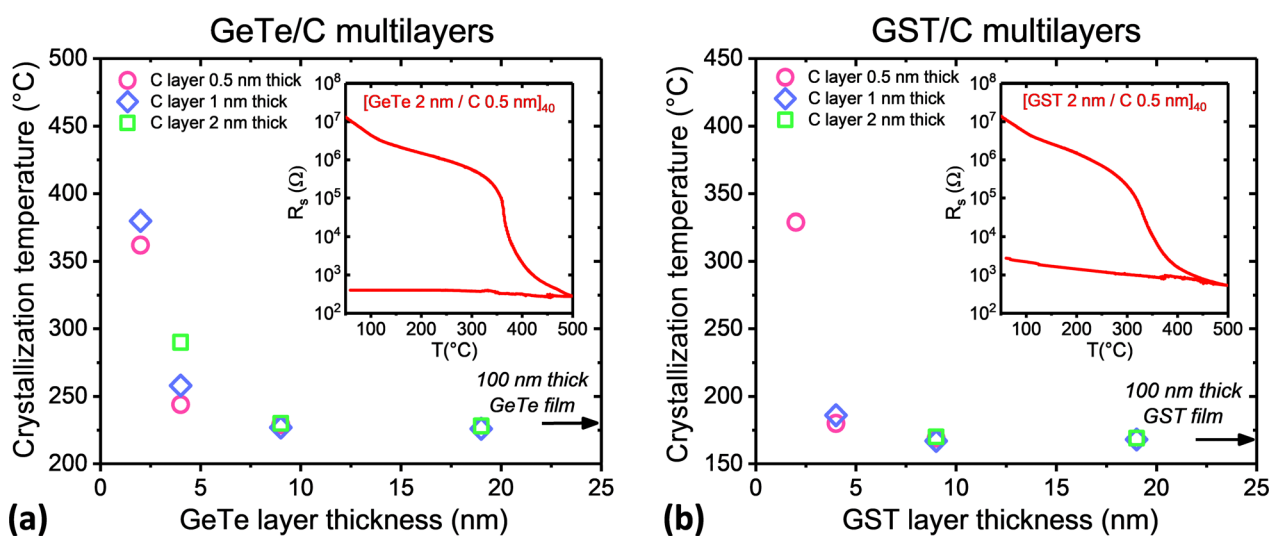 GeTe/C multilayers
Crystallization temperature (°C)
500
450
400
350
300
250
200
C layer 0.5 nm thick
C layer 1 nm thick
C layer 2 nm thick
[GeTe 2 nm / C 0.5 nm]40
Rs (Ω)
10^8
10^7
10^6
10^5
10^4
10^3
10^2
100 200 300 400 500
T(°C)
100 nm thick
GeTe film
0 5 10 15 20 25
GeTe layer thickness (nm)
(a)
GST/C multilayers
Crystallization temperature (°C)
450
400
350
300
250
200
150
C layer 0.5 nm thick
C layer 1 nm thick
C layer 2 nm thick
[GST 2 nm / C 0.5 nm]40
Rs (Ω)
10^8
10^7
10^6
10^5
10^4
10^3
10^2
100 200 300 400 500
T(°C)
100 nm thick
GST film
0 5 10 15 20 25
GST layer thickness (nm)
(b)